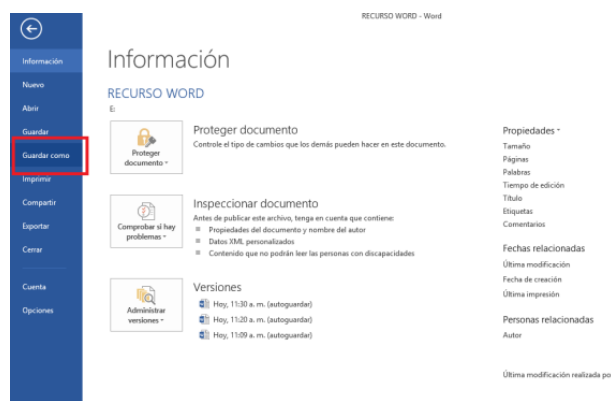 RECURSO WORD - Word
Información
Nuevo
Abrir
Guardar
Guardar como
Imprimir
Compartir
Exportar
Cerrar
Cuenta
Opciones
Información
RECURSO WORD
E:
Proteger
documento
Proteger documento
Controle el tipo de cambios que los demás pueden hacer en este documento.
Comprobar si hay
problemas
Inspeccionar documento
Antes de publicar este archivo, tenga en cuenta que contiene:
Propiedades del documento y nombre del autor
Datos XML personalizados
Contenido que no podrán leer las personas con discapacidades
Administrar
versiones
Versiones
Hoy, 11:30 a. m. (autoguardar)
Hoy, 11:20 a. m. (autoguardar)
Hoy, 11:09 a. m. (autoguardar)
Propiedades
Tamaño
Páginas
Palabras
Tiempo de edición
Título
Etiquetas
Comentarios
Fechas relacionadas
Última modificación
Fecha de creación
Última impresión
Personas relacionadas
Autor
Última modificación realizada po